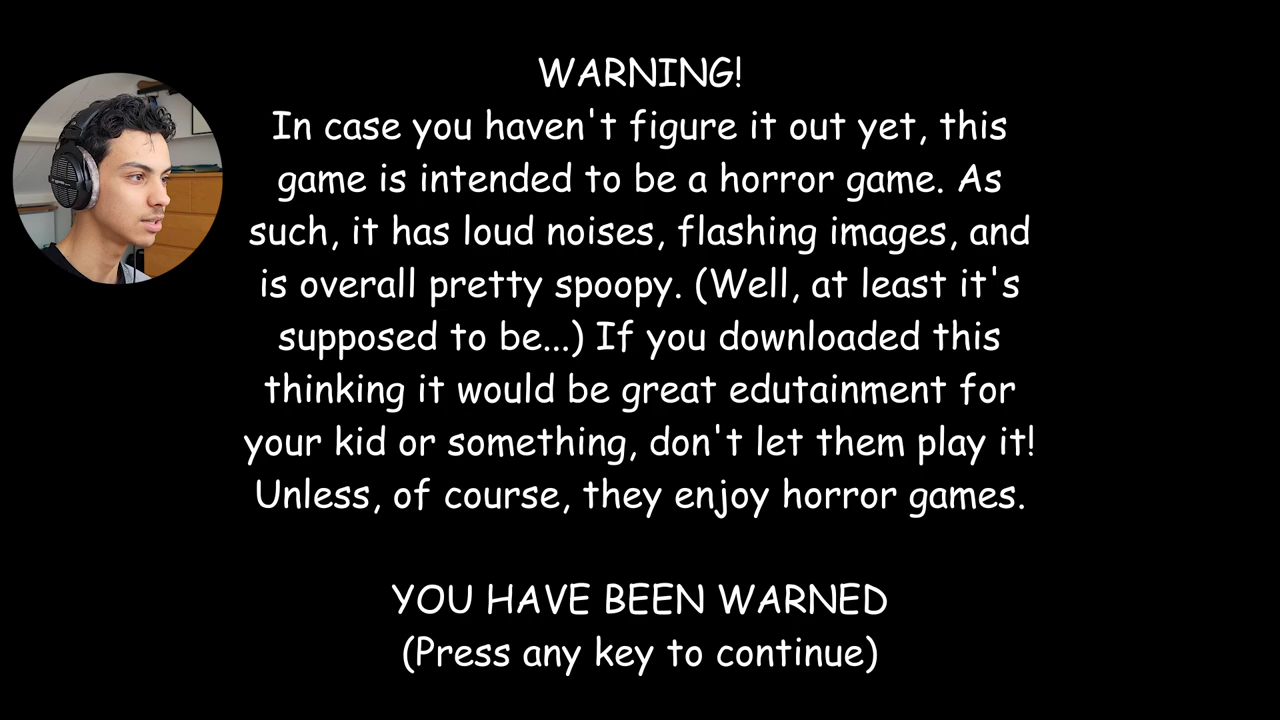 WARNING!
In case you haven't figure it out yet, this
game is intended to be a horror game. As
such, it has loud noises, flashing images, and
is overall pretty spoopy. (Well, at least it's
supposed to be...) If you downloaded this
thinking it would be great edutainment for
your kid or something, don't let them play it!
Unless, of course, they enjoy horror games.
YOU HAVE BEEN WARNED
(Press any key to continue)